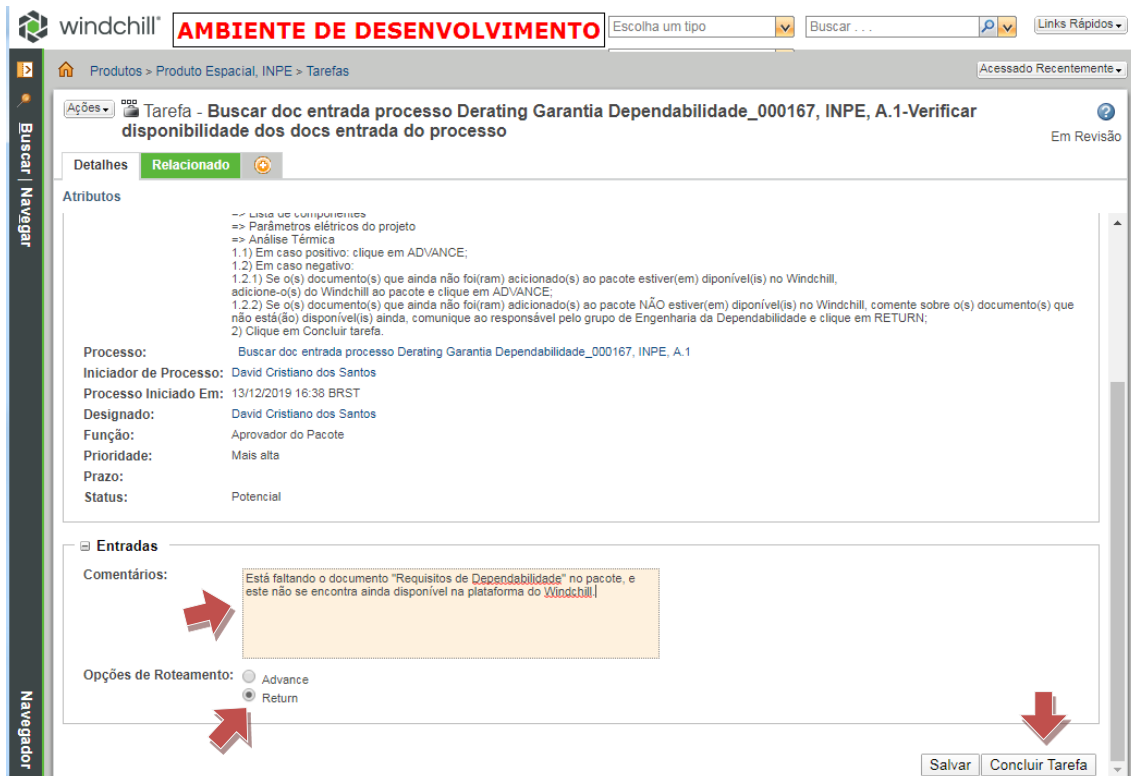 windchill
AMBIENTE DE DESENVOLVIMENTO
Escolha um tipo
Buscar . . .
Links Rápidos
Produtos > Produto Espacial, INPE > Tarefas
Acessado Recentemente
Buscar | Navegar
Ações
Tarefa - Buscar doc entrada processo Derating Garantia Dependabilidade_000167, INPE, A.1-Verificar
disponibilidade dos docs entrada do processo
Em Revisão
Detalhes
Relacionado
Atributos
=> Lista de componentes
=> Parâmetros elétricos do projeto
=> Análise Térmica
1.1) Em caso positivo: clique em ADVANCE;
1.2) Em caso negativo:
1.2.1) Se o(s) documento(s) que ainda não foi(ram) acicionado(s) ao pacote estiver(em) diponível(is) no Windchill,
adicione-o(s) do Windchill ao pacote e clique em ADVANCE;
1.2.2) Se o(s) documento(s) que ainda não foi(ram) adicionado(s) ao pacote NÃO estiver(em) diponível(is) no Windchill, comente sobre o(s) documento(s) que
não está(ão) disponível(is) ainda, comunique ao responsável pelo grupo de Engenharia da Dependabilidade e clique em RETURN;
2) Clique em Concluir tarefa.
Processo: Buscar doc entrada processo Derating Garantia Dependabilidade_000167, INPE, A.1
Iniciador de Processo: David Cristiano dos Santos
Processo Iniciado Em: 13/12/2019 16:38 BRST
Designado: David Cristiano dos Santos
Função: Aprovador do Pacote
Prioridade: Mais alta
Prazo:
Status: Potencial
Entradas
Comentários:
Está faltando o documento "Requisitos de Dependabilidade" no pacote, e
este não se encontra ainda disponível na plataforma do Windchill.
Opções de Roteamento: Advance
Return
Navegador
Salvar
Concluir Tarefa